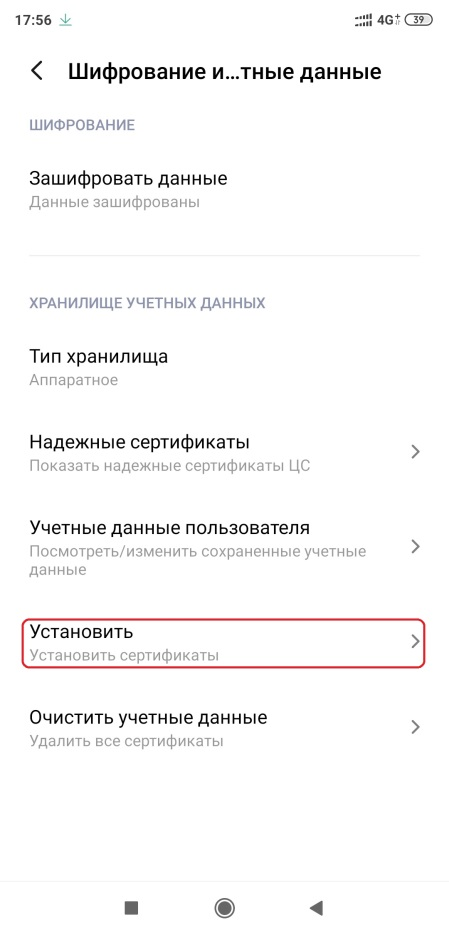 17:56 4G+ 39
Шифрование и...тные данные
ШИФРОВАНИЕ
Зашифровать данные
Данные зашифрованы
ХРАНИЛИЩЕ УЧЕТНЫХ ДАННЫХ
Тип хранилища
Аппаратное
Надежные сертификаты
Показать надежные сертификаты ЦС
Учетные данные пользователя
Посмотреть/изменить сохраненные учетные
данные
Установить
Установить сертификаты
Очистить учетные данные
Удалить все сертификаты